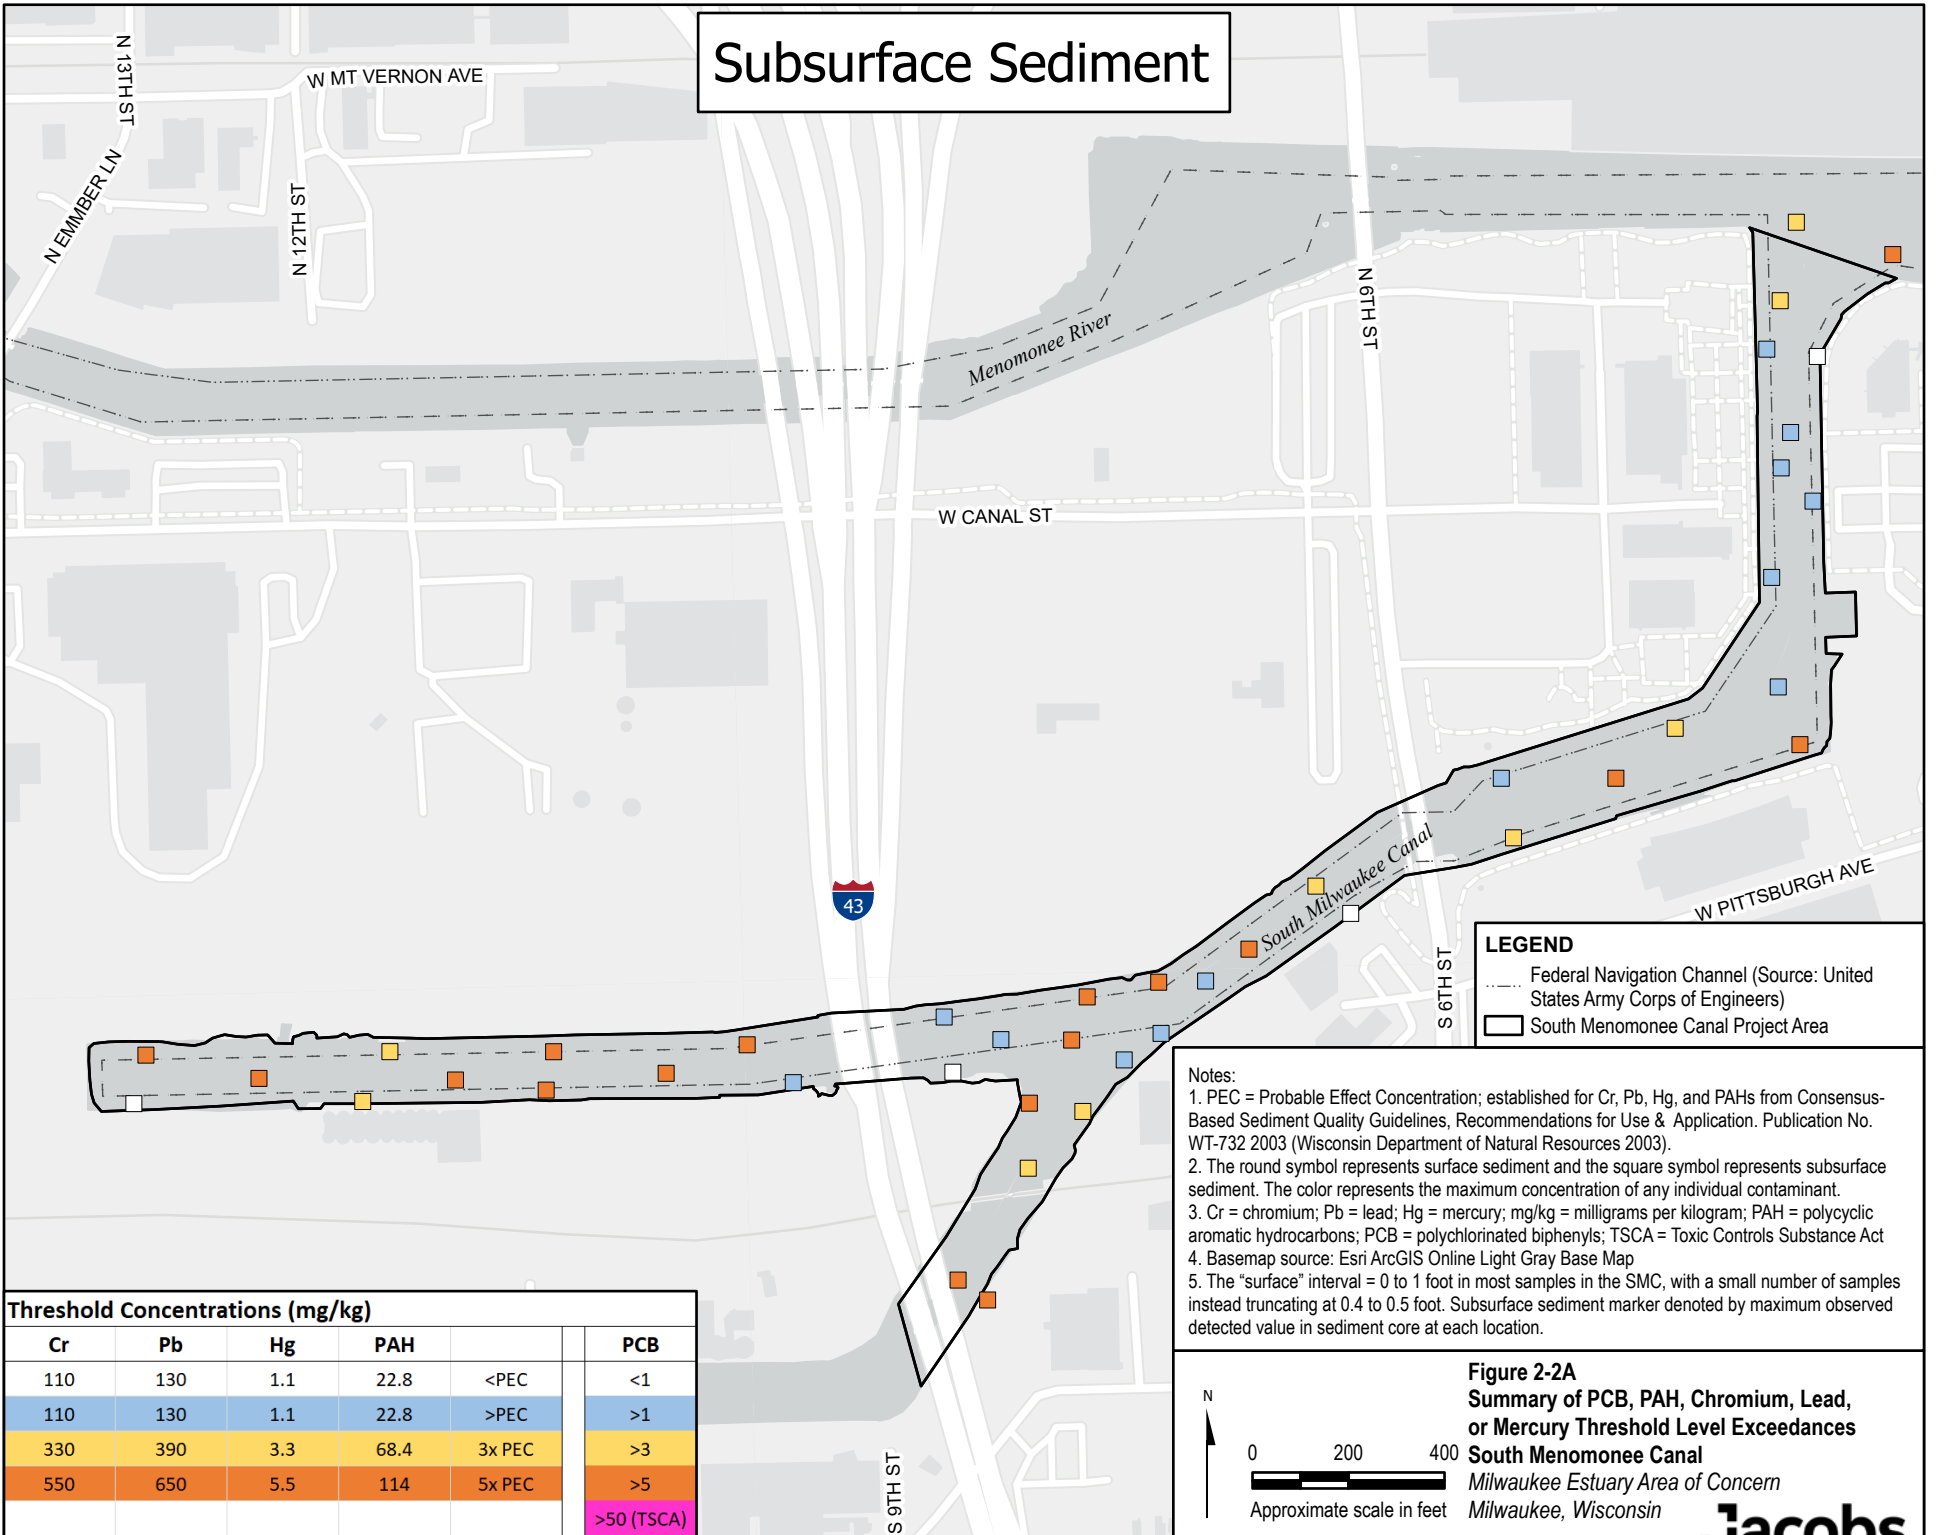 Subsurface Sediment
N 13TH ST
W MT VERNON AVE
N EMMBER LN
N 12TH ST
N 6TH ST
Menomonee River
W CANAL ST
43
South Milwaukee Canal
W PITTSBURGH AVE
S 6TH ST
S 9TH ST
LEGEND
Federal Navigation Channel (Source: United
States Army Corps of Engineers)
South Menomonee Canal Project Area
Notes:
1. PEC = Probable Effect Concentration; established for Cr, Pb, Hg, and PAHs from Consensus-
Based Sediment Quality Guidelines, Recommendations for Use & Application. Publication No.
WT-732 2003 (Wisconsin Department of Natural Resources 2003).
2. The round symbol represents surface sediment and the square symbol represents subsurface
sediment. The color represents the maximum concentration of any individual contaminant.
3. Cr = chromium; Pb = lead; Hg = mercury; mg/kg = milligrams per kilogram; PAH = polycyclic
aromatic hydrocarbons; PCB = polychlorinated biphenyls; TSCA = Toxic Controls Substance Act
4. Basemap source: Esri ArcGIS Online Light Gray Base Map
5. The “surface” interval = 0 to 1 foot in most samples in the SMC, with a small number of samples
instead truncating at 0.4 to 0.5 foot. Subsurface sediment marker denoted by maximum observed
detected value in sediment core at each location.
Threshold Concentrations (mg/kg)
Cr Pb Hg PAH PCB
110 130 1.1 22.8 <PEC <1
110 130 1.1 22.8 >PEC >1
330 390 3.3 68.4 3x PEC >3
550 650 5.5 114 5x PEC >5
>50 (TSCA)
N
0 200 400
Approximate scale in feet
Figure 2-2A
Summary of PCB, PAH, Chromium, Lead,
or Mercury Threshold Level Exceedances
South Menomonee Canal
Milwaukee Estuary Area of Concern
Milwaukee, Wisconsin
Jacobs